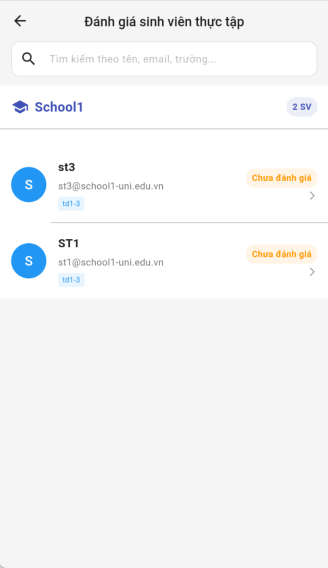 Đánh giá sinh viên thực tập
Tìm kiếm theo tên, email, trường...
School1
2 SV
st3
S
st3@school1-uni.edu.vn
td1-3
Chưa đánh giá
ST1
S
st1@school1-uni.edu.vn
td1-3
Chưa đánh giá